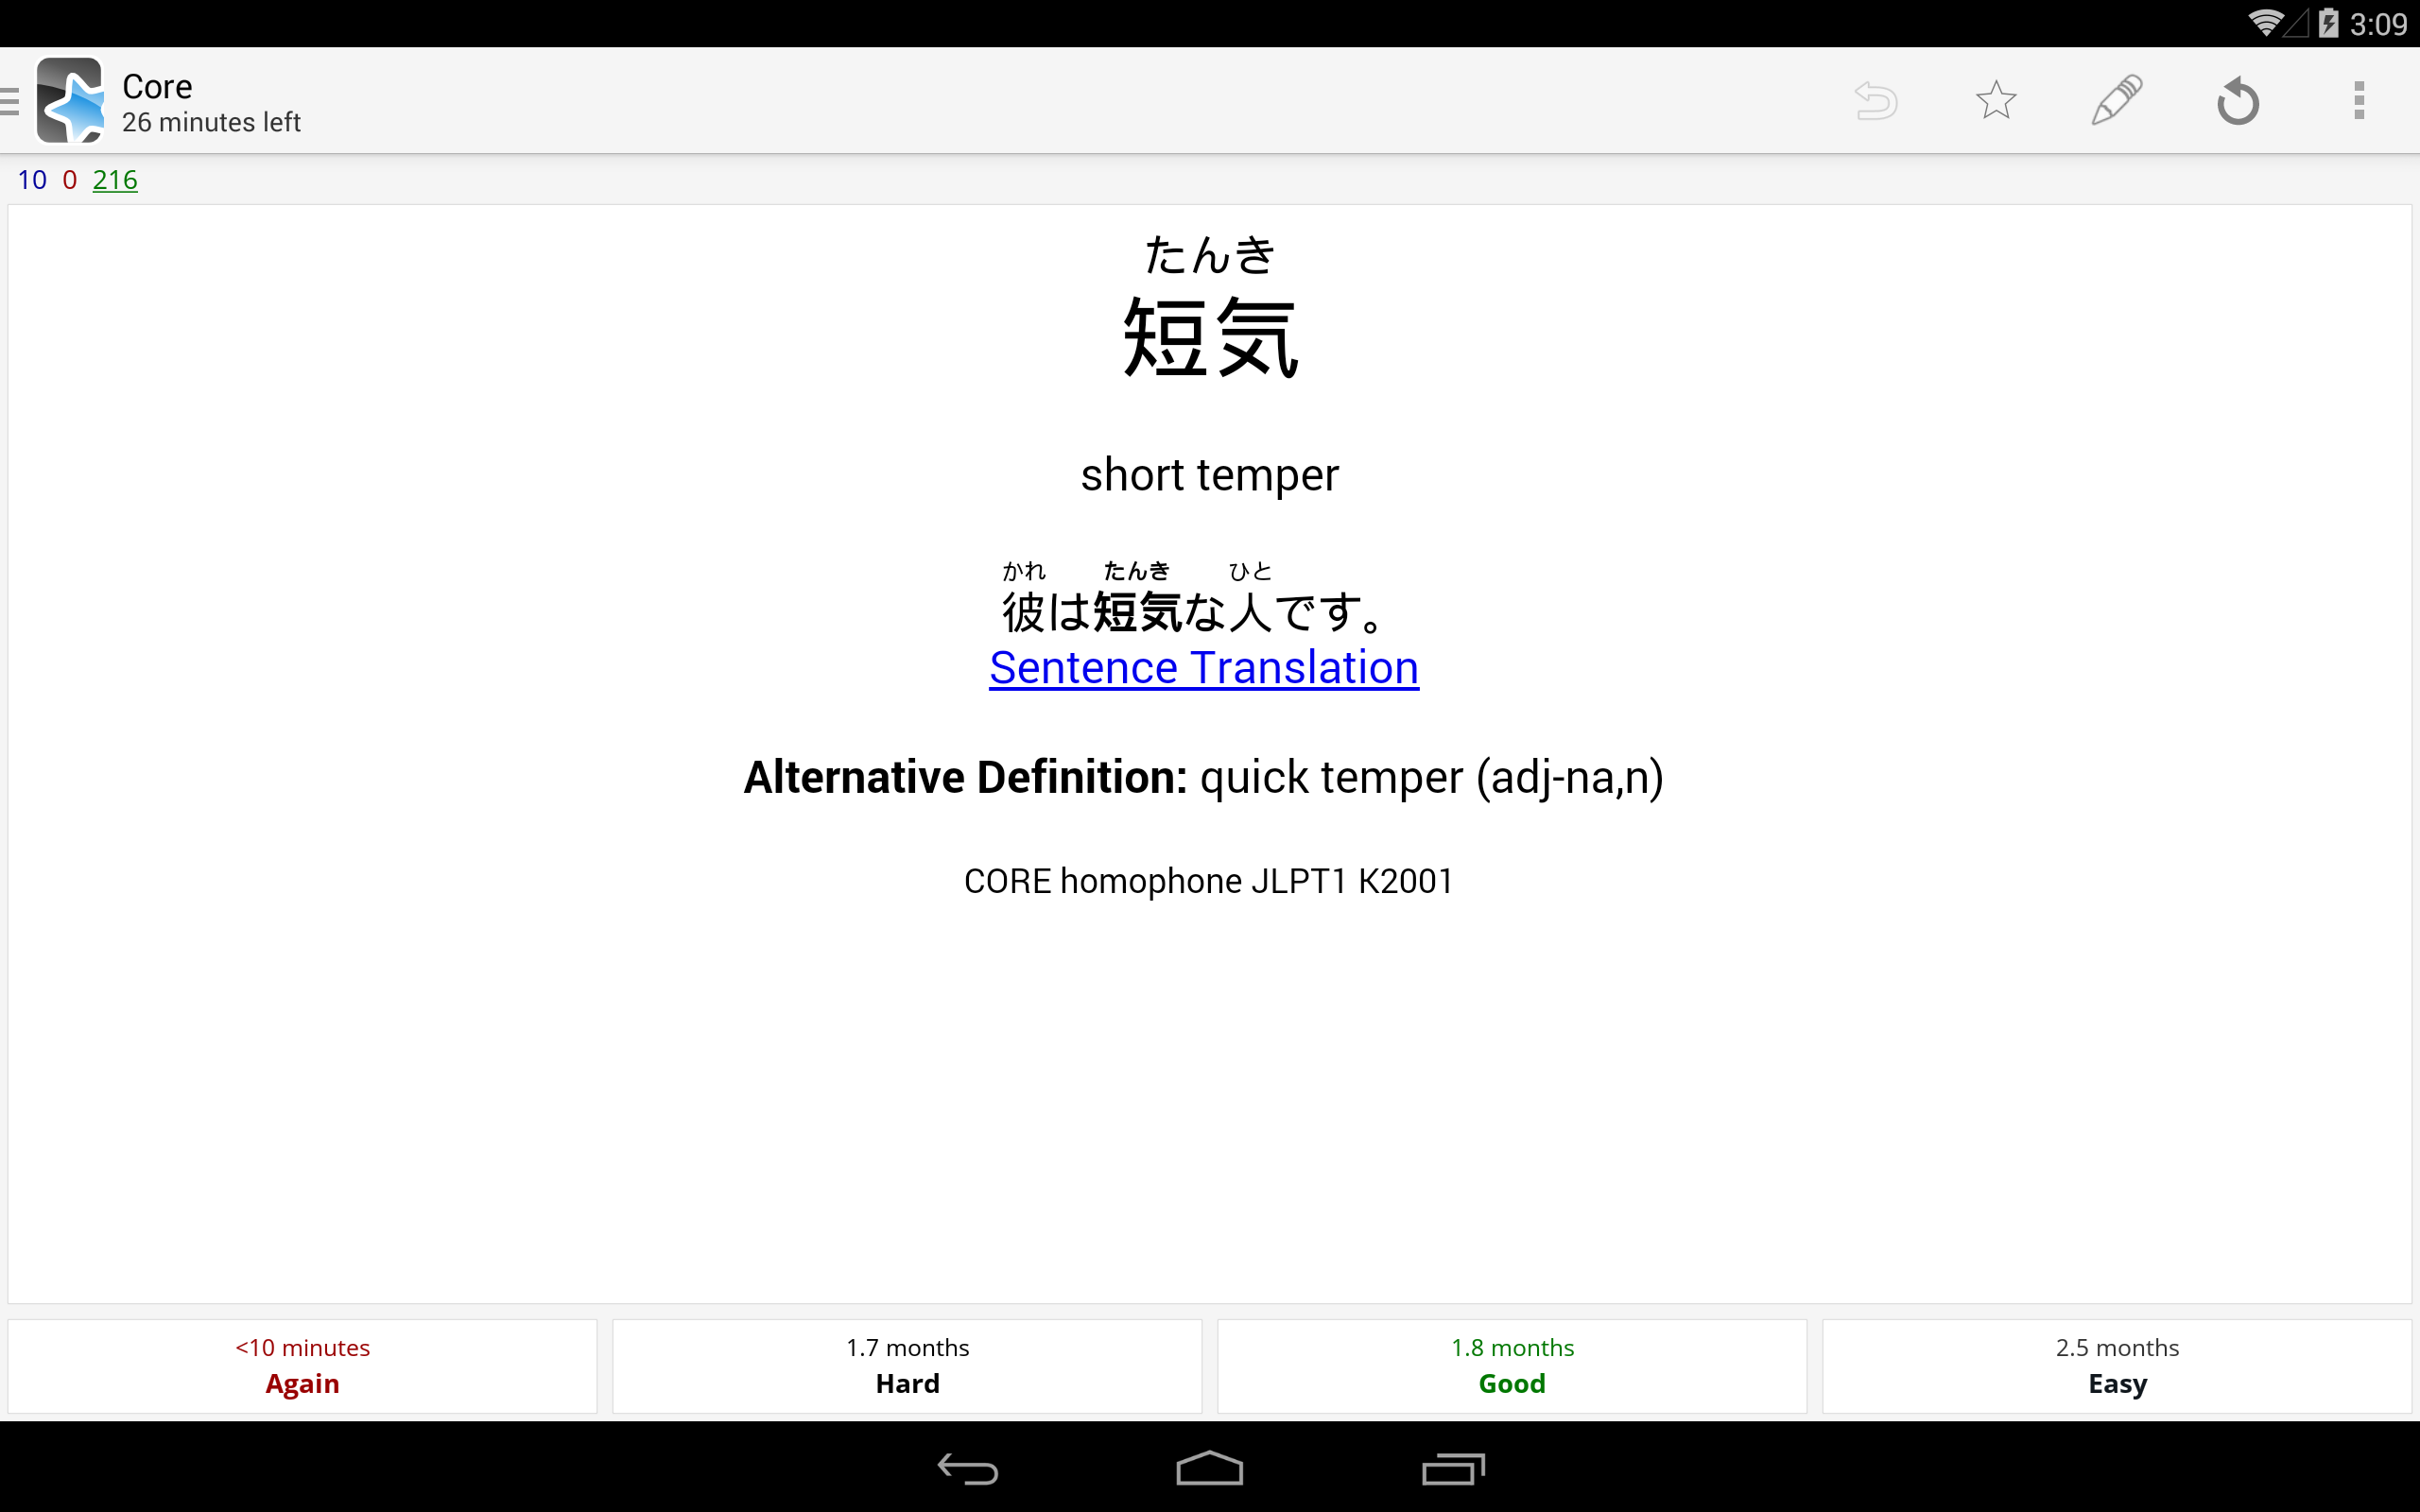 3:09
Core
26 minutes left
10 0 216
たんき
短気
short temper
かれ たんき ひと
彼は短気な人です。
Sentence Translation
Alternative Definition: quick temper (adj-na,n)
CORE homophone JLPT1 K2001
<10 minutes 1.7 months 1.8 months 2.5 months
Again Hard Good Easy